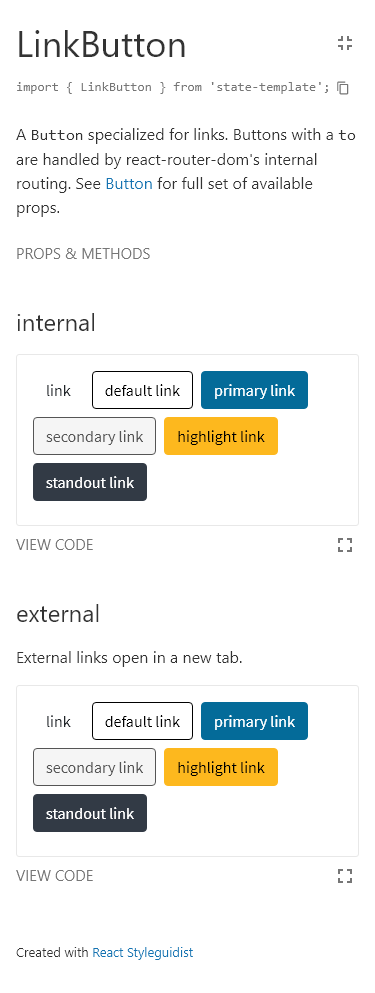 LinkButton
import { LinkButton } from 'state-template';
A Button specialized for links. Buttons with a to
are handled by react-router-dom's internal
routing. See Button for full set of available
props.
PROPS & METHODS
internal
link default link primary link
secondary link highlight link
standout link
VIEW CODE
external
External links open in a new tab.
link default link primary link
secondary link highlight link
standout link
VIEW CODE
Created with React Styleguidist